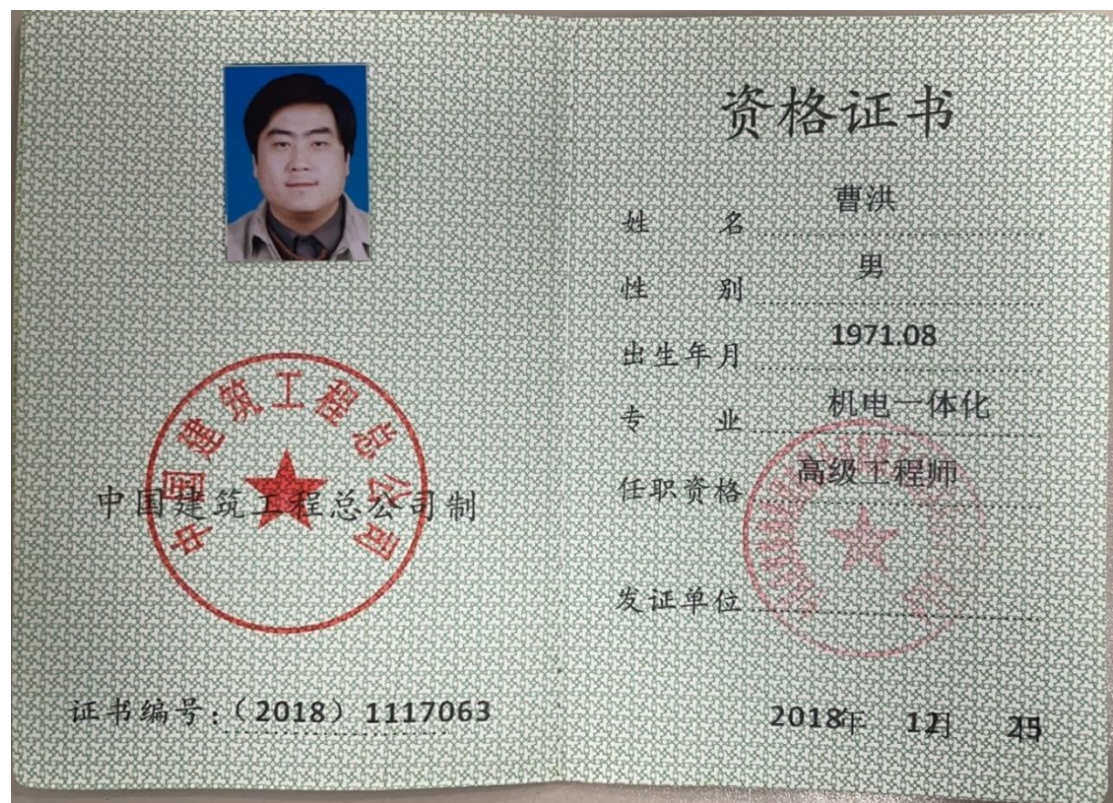 中国建筑工程总公司
中国建筑工程总公司制
证书编号:（2018）1117063
资格证书
姓名 曹洪
性别 男
出生年月 1971.08
专业 机电一体化
任职资格 高级工程师
发证单位
2018年 12月 25日